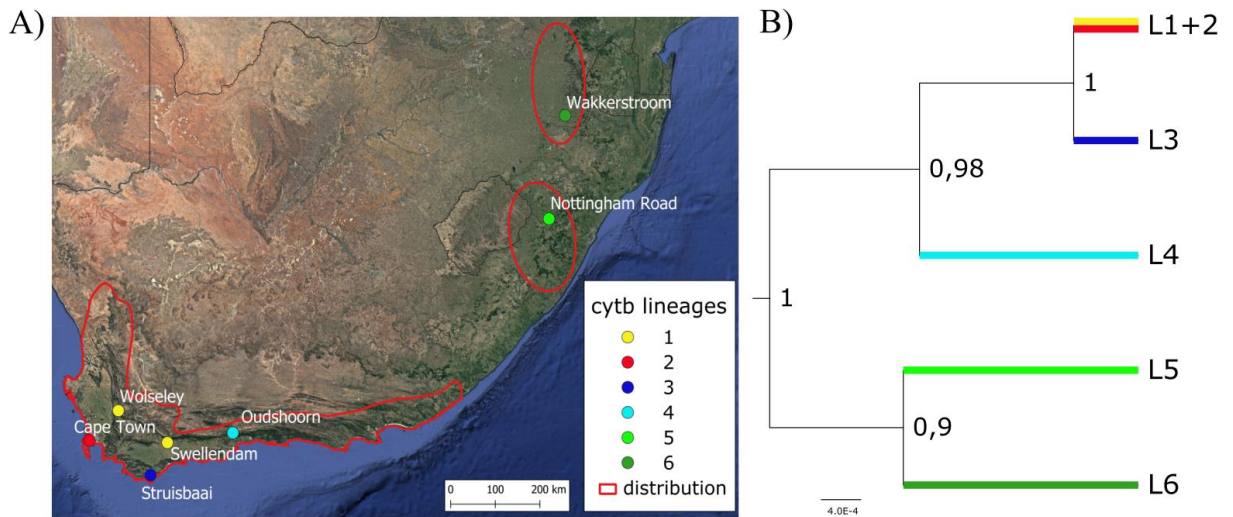 A)
Wakkerstroom
Nottingham Road
Wolseley
Cape Town
Oudshoorn
Swellendam
Struisbaai
cytb lineages
1
2
3
4
5
6
distribution
0 100 200 km
B)
L1+2
1
L3
0,98
L4
1
L5
0,9
L6
4.0E-4